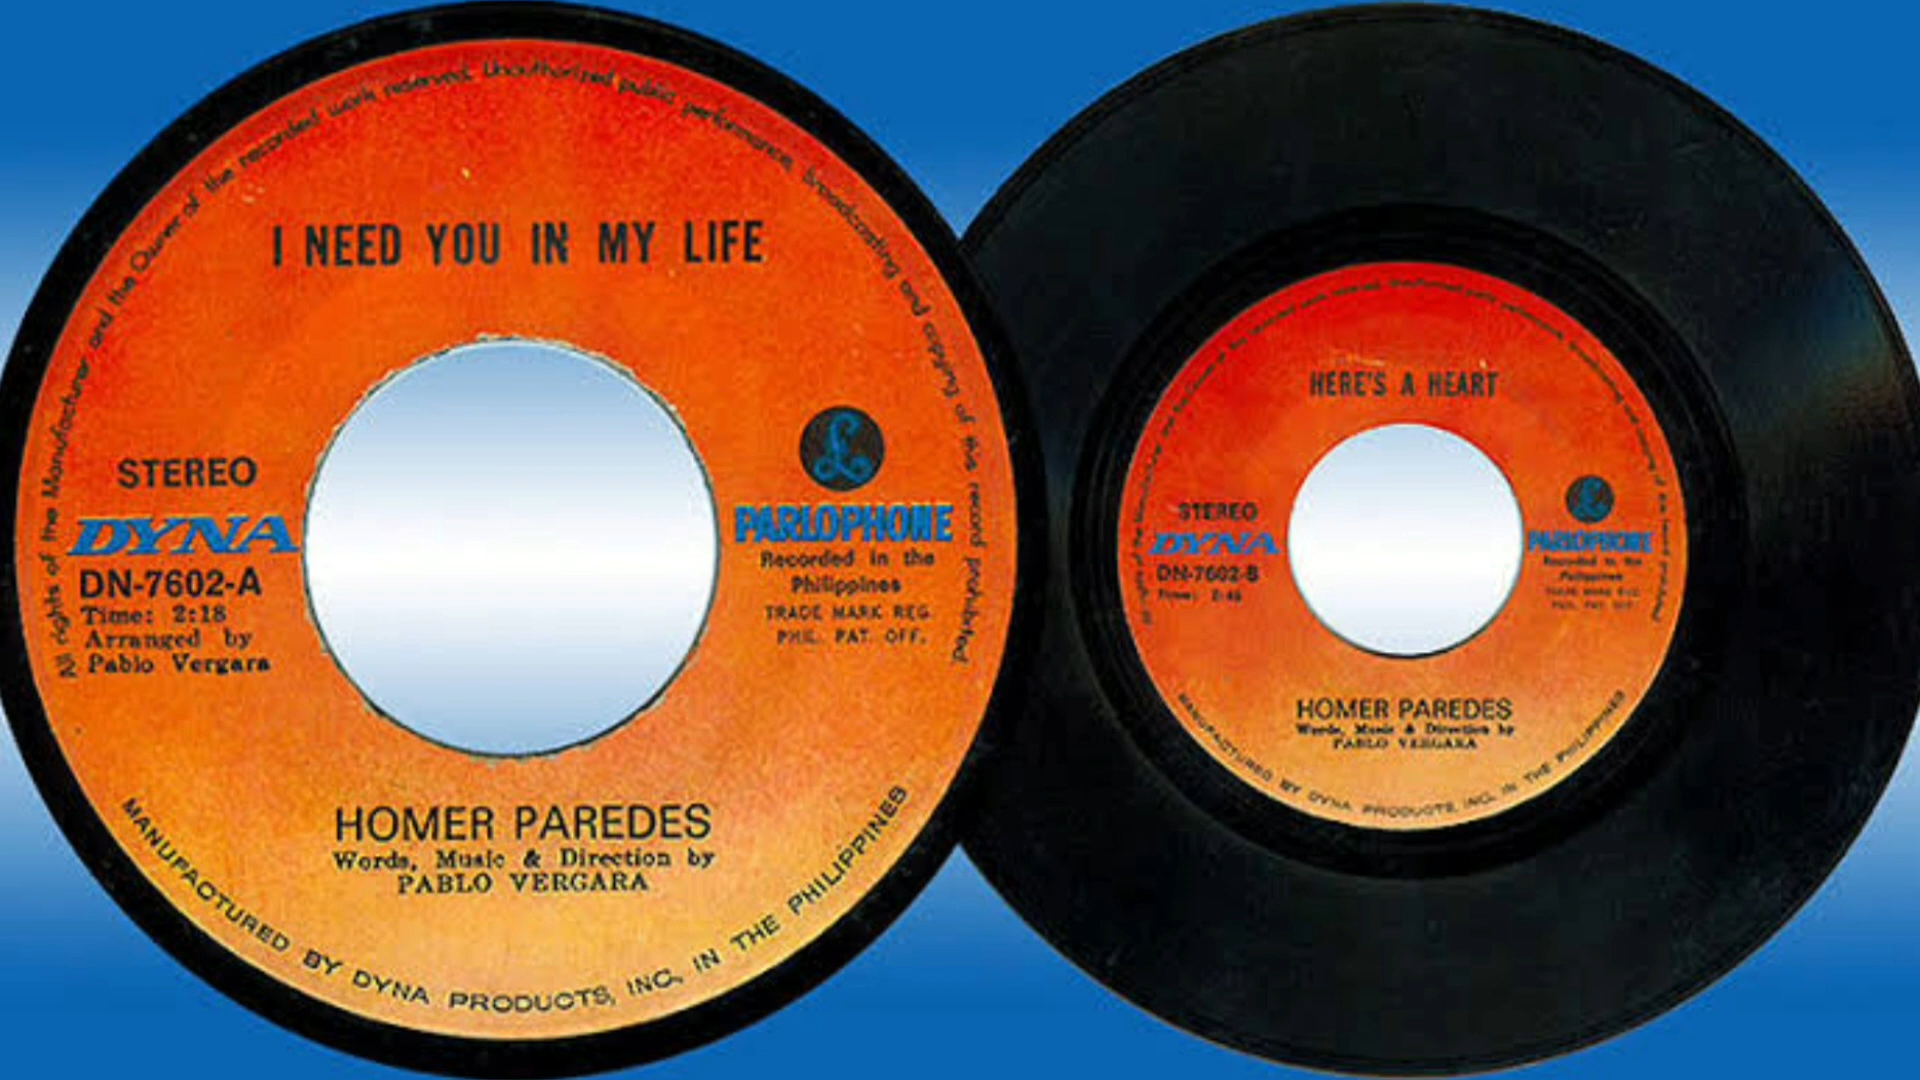 All rights of the Manufacturer and the Owner of the recorded work reserved. Unauthorized public performance, broadcasting and copying of this record prohibited.
I NEED YOU IN MY LIFE
STEREO
DYNA
DN-7602-A
Time: 2:18
Arranged by
Pablo Vergara
£
PARLOPHONE
Recorded in the
Philippines
TRADE MARK REG.
PHIL. PAT. OFF.
HOMER PAREDES
Words, Music & Direction by
PABLO VERGARA
MANUFACTURED BY DYNA PRODUCTS, INC. IN THE PHILIPPINES
HERE'S A HEART
STEREO
DYNA
DN-7602-B
Time:
£
PARLOPHONE
Recorded in the
Philippines
HOMER PAREDES
Words, Music & Direction by
PABLO VERGARA
MANUFACTURED BY DYNA PRODUCTS, INC. IN THE PHILIPPINES